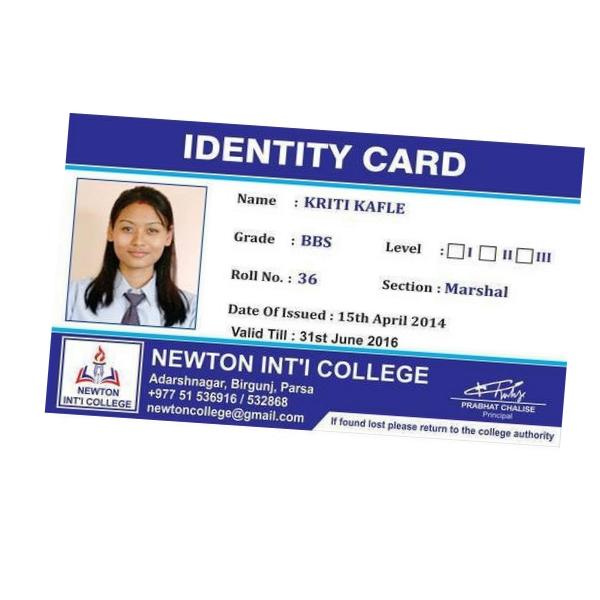 IDENTITY CARD
Name : KRITI KAFLE
Grade : BBS
Level : I II III
Roll No. : 36
Section : Marshal
Date Of Issued : 15th April 2014
Valid Till : 31st June 2016
NEWTON INT'I COLLEGE
NEWTON INT'I COLLEGE
Adarshnagar, Birgunj, Parsa
+977 51 536916 / 532868
newtoncollege@gmail.com
PRABHAT CHALISE
Principal
If found lost please return to the college authority